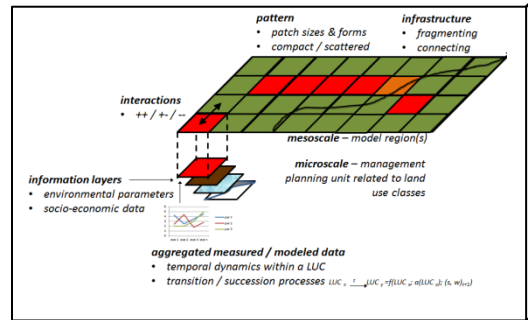 pattern
• patch sizes & forms
• compact / scattered
infrastructure
• fragmenting
• connecting
interactions
• ++ / +- / --
mesoscale – model region(s)
microscale – management
planning unit related to land
use classes
information layers
• environmental parameters
• socio-economic data
aggregated measured / modeled data
• temporal dynamics within a LUC
• transition / succession processes